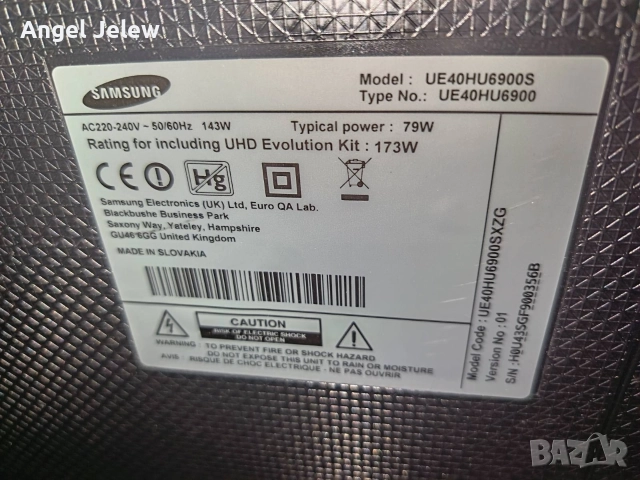 Angel Jelew
SAMSUNG
Model : UE40HU6900S
Type No.: UE40HU6900
AC220-240V ~ 50/60Hz 143W Typical power : 79W
Rating for including UHD Evolution Kit : 173W
CE Hg
Samsung Electronics (UK) Ltd, Euro QA Lab.
Blackbushe Business Park
Saxony Way, Yateley, Hampshire
GU46 6GG United Kingdom
MADE IN SLOVAKIA
CAUTION
RISK OF ELECTRIC SHOCK
DO NOT OPEN
WARNING : TO PREVENT FIRE OR SHOCK HAZARD
DO NOT EXPOSE THIS UNIT TO RAIN OR MOISTURE
AVIS : RISQUE DE CHOC ELECTRIQUE - NE PAS OUVRIR
Model Code : UE40HU6900SXZG
Version No : 01
S/N : H0U43SGF900356B
BAZAR